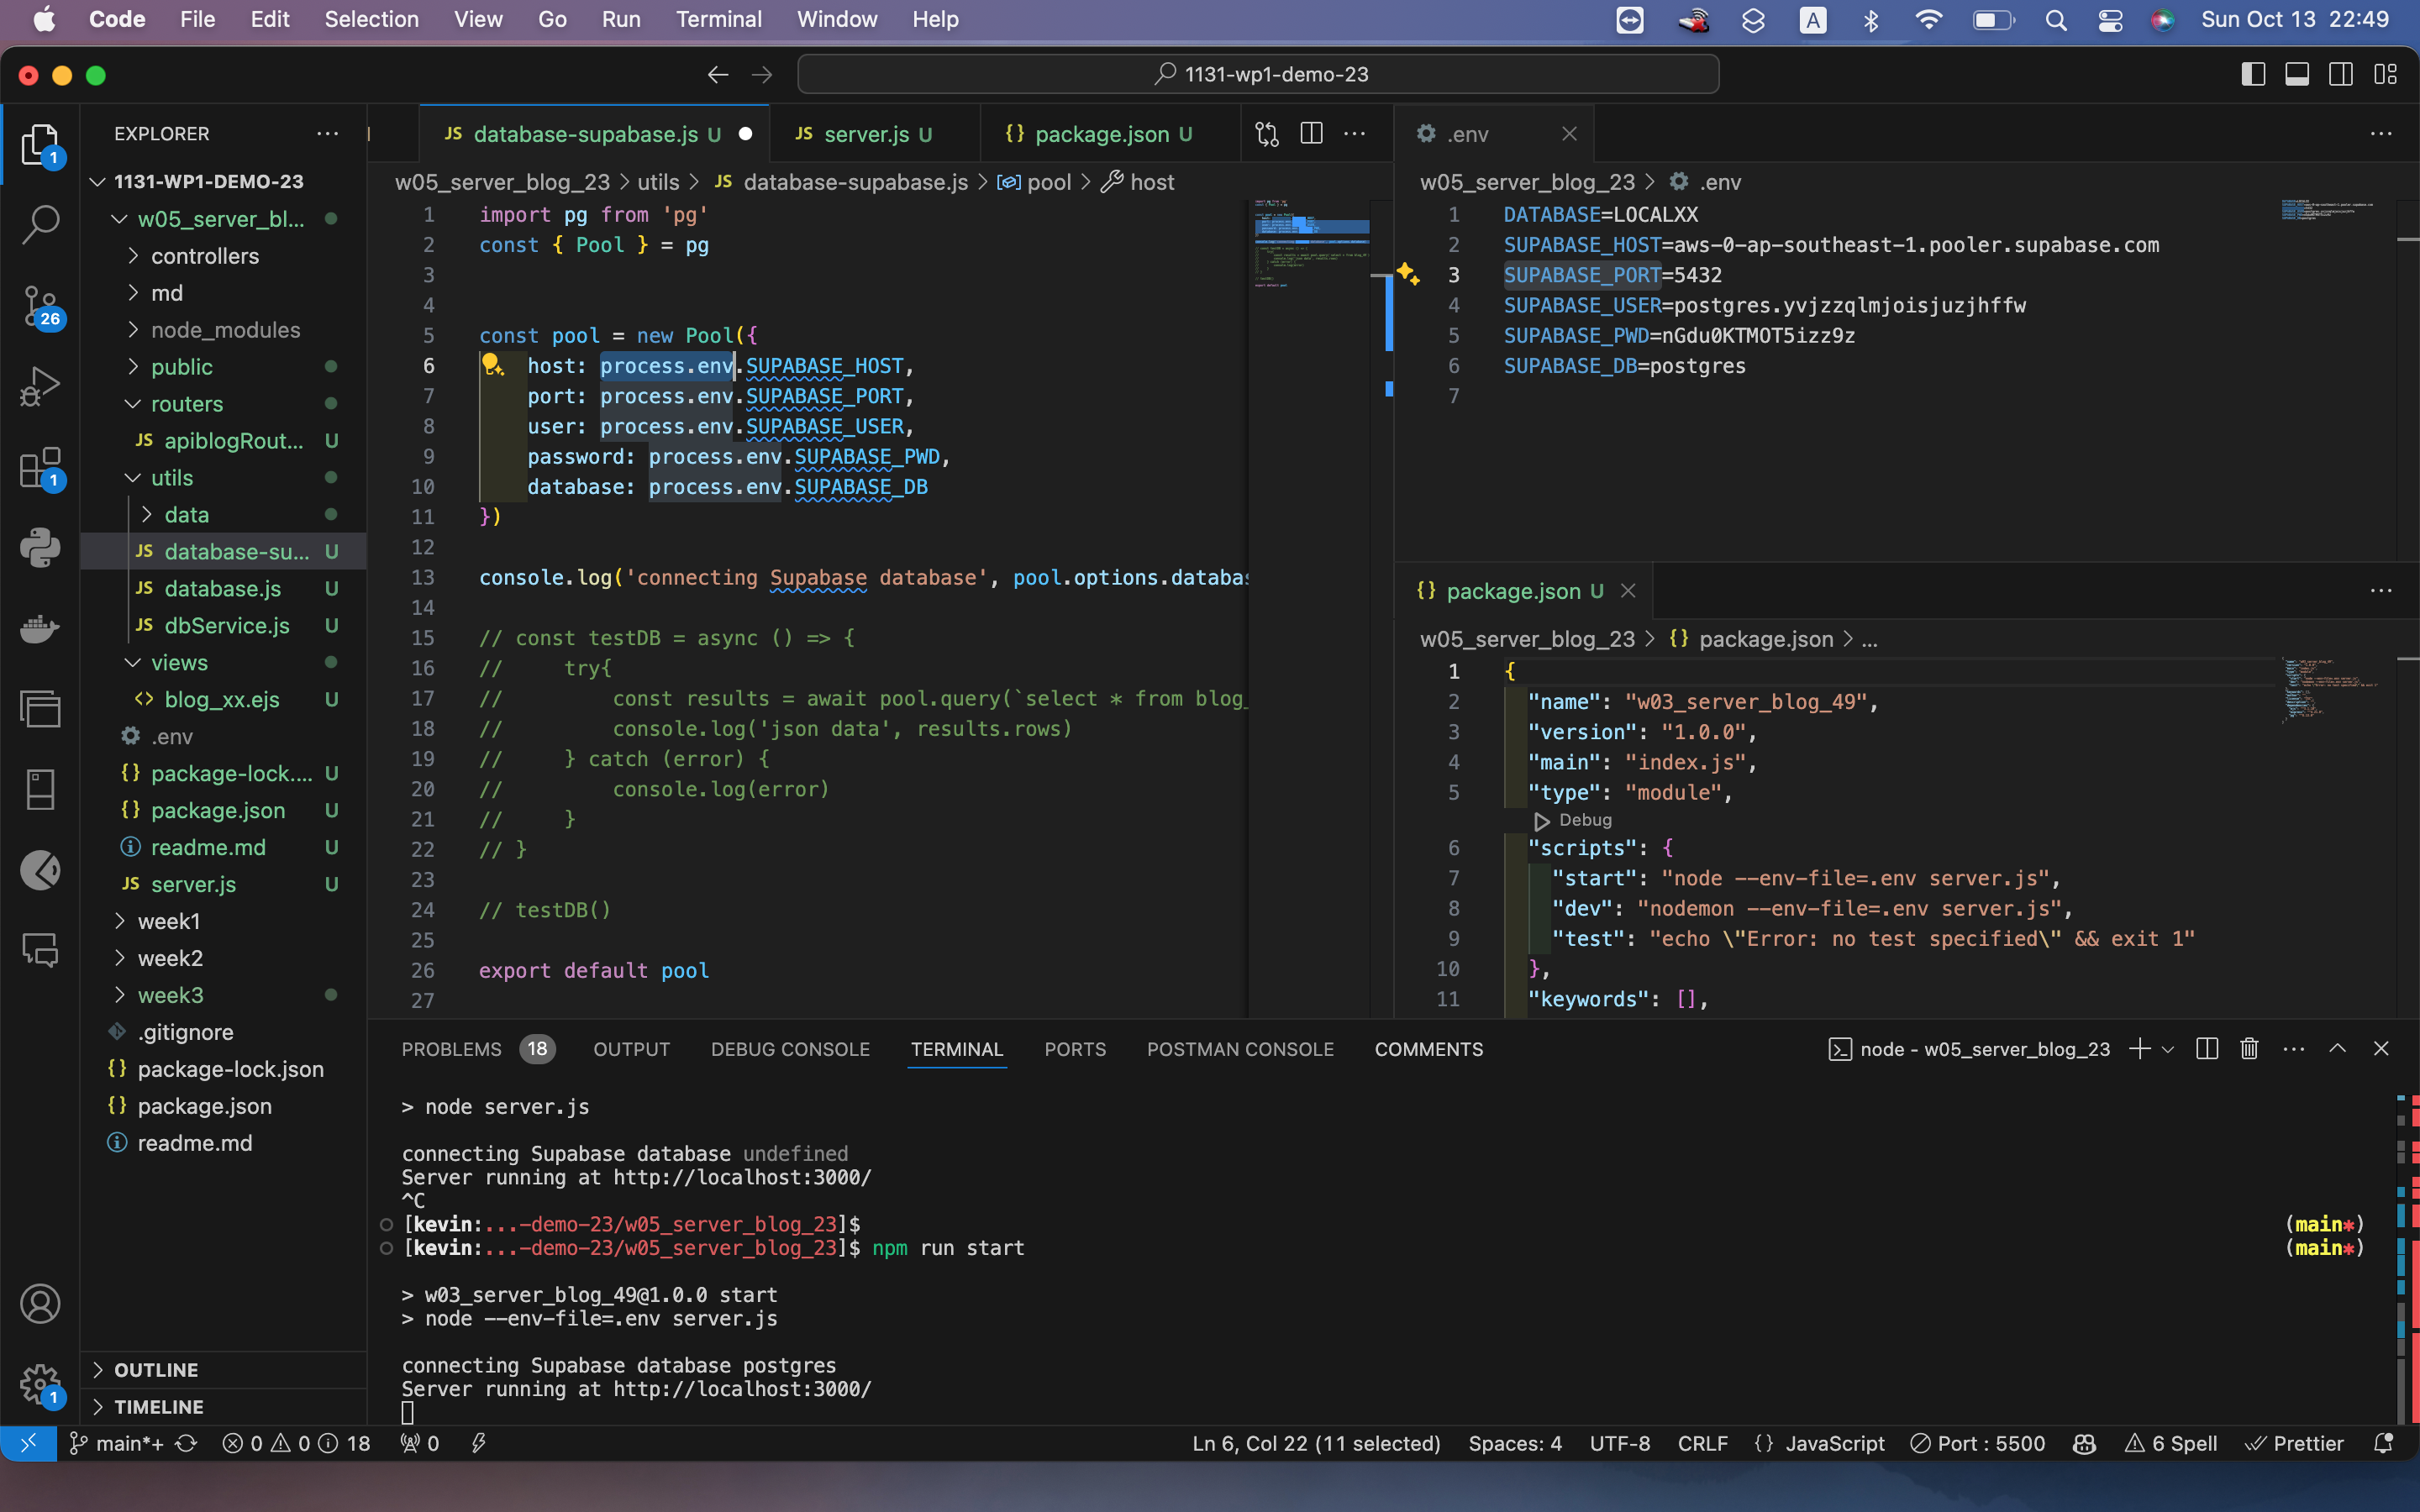 Code File Edit Selection View Go Run Terminal Window Help A Sun Oct 13 22:49
1131-wp1-demo-23
EXPLORER
1131-WP1-DEMO-23
w05_server_bl...
controllers
md
node_modules
public
routers
JS apiblogRout... U
utils
data
JS database-su... U
JS database.js U
JS dbService.js U
views
<> blog_xx.ejs U
.env
{} package-lock.... U
{} package.json U
readme.md U
JS server.js U
week1
week2
week3
.gitignore
{} package-lock.json
{} package.json
readme.md
OUTLINE
TIMELINE
1
26
1
1
JS database-supabase.js U
JS server.js U
{} package.json U
w05_server_blog_23 > utils > JS database-supabase.js > pool > host
1 import pg from 'pg'
2 const { Pool } = pg
3
4
5 const pool = new Pool({
6 host: process.env.SUPABASE_HOST,
7 port: process.env.SUPABASE_PORT,
8 user: process.env.SUPABASE_USER,
9 password: process.env.SUPABASE_PWD,
10 database: process.env.SUPABASE_DB
11 })
12
13 console.log('connecting Supabase database', pool.options.databas
14
15 // const testDB = async () => {
16 // try{
17 // const results = await pool.query(`select * from blog_
18 // console.log('json data', results.rows)
19 // } catch (error) {
20 // console.log(error)
21 // }
22 // }
23
24 // testDB()
25
26 export default pool
27
.env
w05_server_blog_23 > .env
1 DATABASE=LOCALXX
2 SUPABASE_HOST=aws-0-ap-southeast-1.pooler.supabase.com
3 SUPABASE_PORT=5432
4 SUPABASE_USER=postgres.yvjzzqlmjoisjuzjhffw
5 SUPABASE_PWD=nGdu0KTMOT5izz9z
6 SUPABASE_DB=postgres
7
{} package.json U
w05_server_blog_23 > {} package.json > ...
1 {
2 "name": "w03_server_blog_49",
3 "version": "1.0.0",
4 "main": "index.js",
5 "type": "module",
Debug
6 "scripts": {
7 "start": "node --env-file=.env server.js",
8 "dev": "nodemon --env-file=.env server.js",
9 "test": "echo \"Error: no test specified\" && exit 1"
10 },
11 "keywords": [],
PROBLEMS 18 OUTPUT DEBUG CONSOLE TERMINAL PORTS POSTMAN CONSOLE COMMENTS node - w05_server_blog_23
> node server.js
connecting Supabase database undefined
Server running at http://localhost:3000/
^C
[kevin:...-demo-23/w05_server_blog_23]$ (main*)
[kevin:...-demo-23/w05_server_blog_23]$ npm run start (main*)
> w03_server_blog_49@1.0.0 start
> node --env-file=.env server.js
connecting Supabase database postgres
Server running at http://localhost:3000/
main*+ 0 0 18 0 Ln 6, Col 22 (11 selected) Spaces: 4 UTF-8 CRLF {} JavaScript Port : 5500 6 Spell Prettier